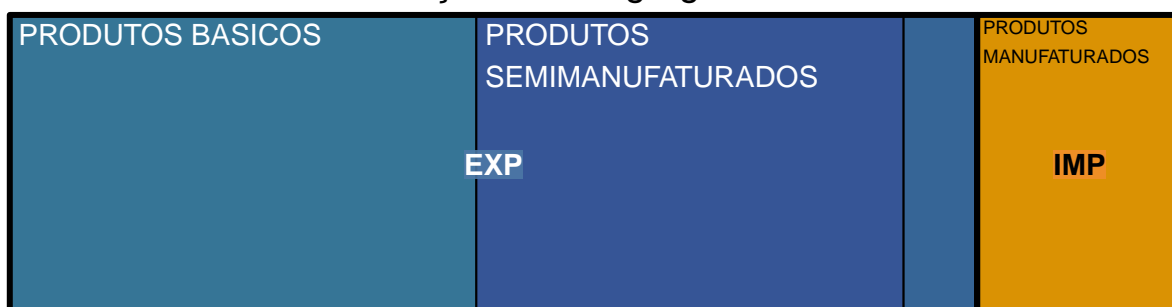 PRODUTOS BASICOS
PRODUTOS
SEMIMANUFATURADOS
PRODUTOS
MANUFATURADOS
EXP
IMP